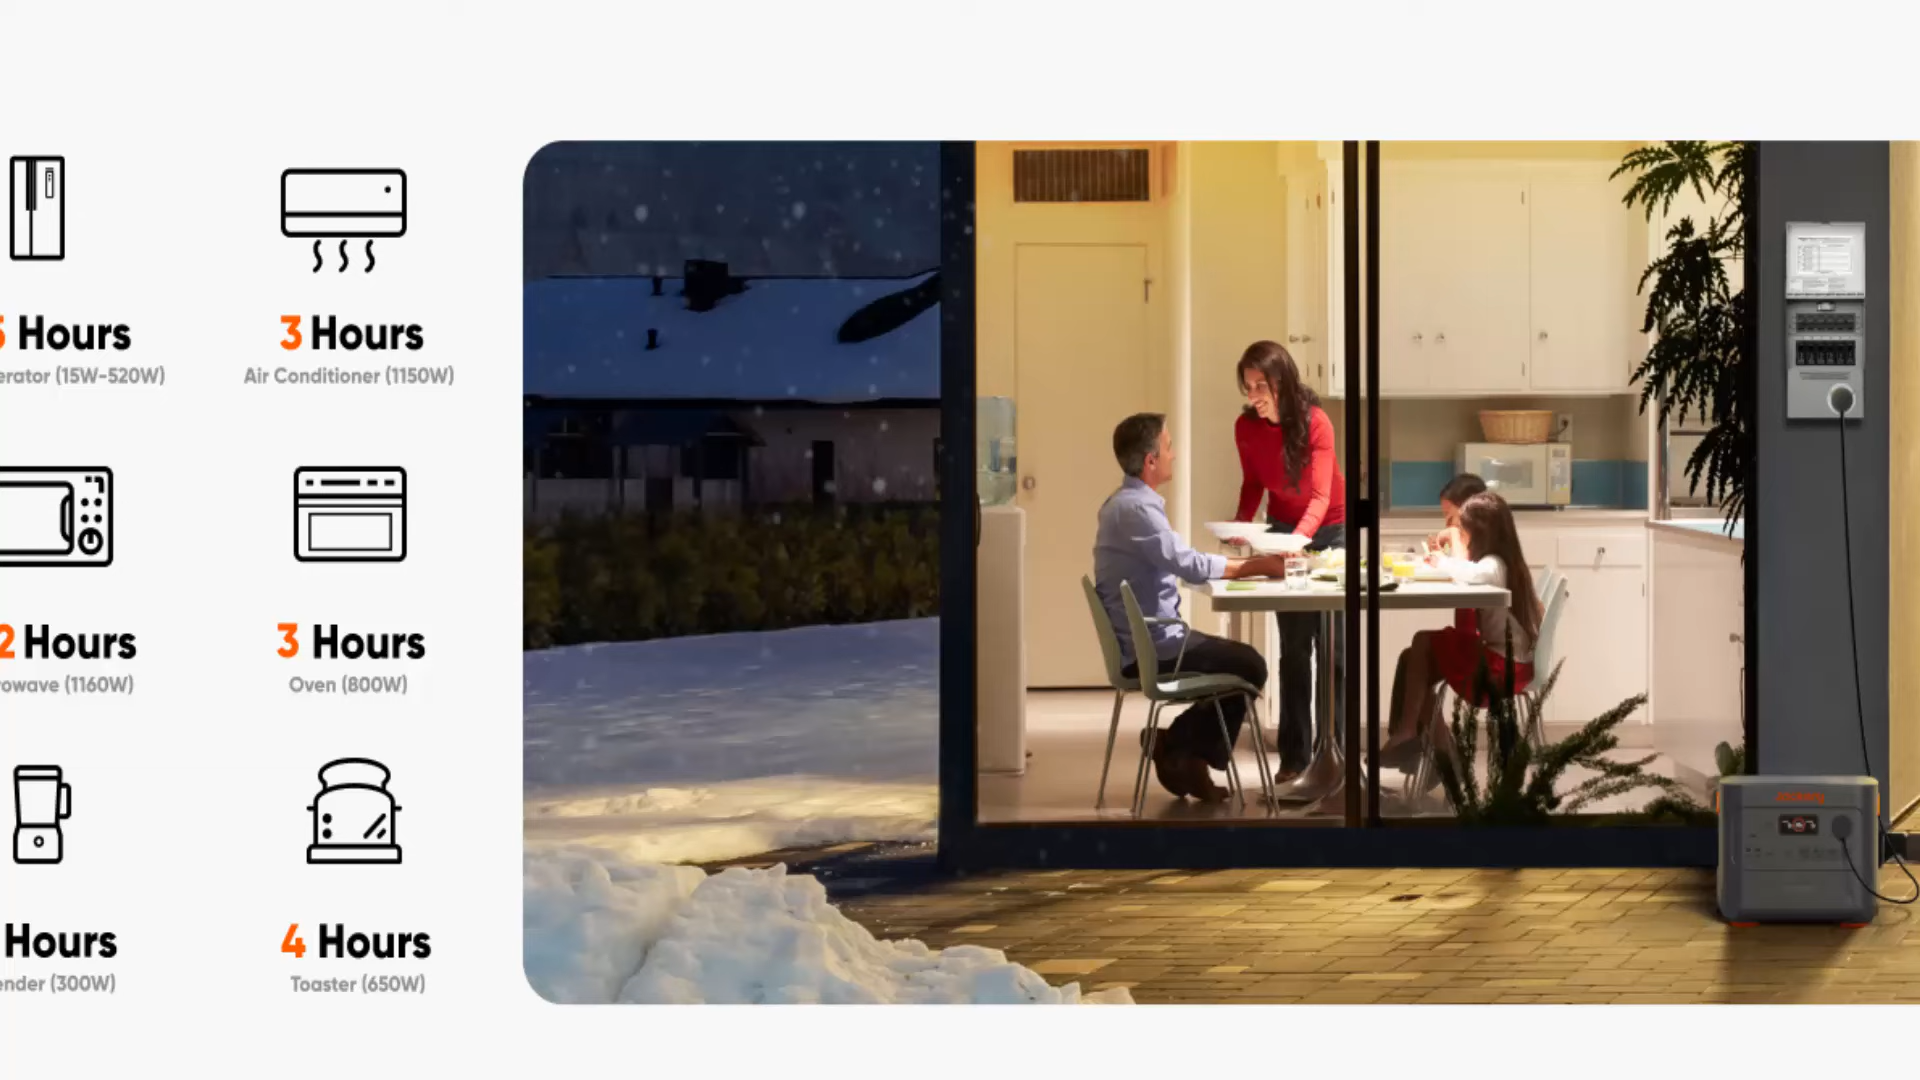 Hours
3 Hours
erator (15W-520W)
Air Conditioner (1150W)
2 Hours
3 Hours
owave (1160W)
Oven (800W)
Hours
4 Hours
ender (300W)
Toaster (650W)
Jackery